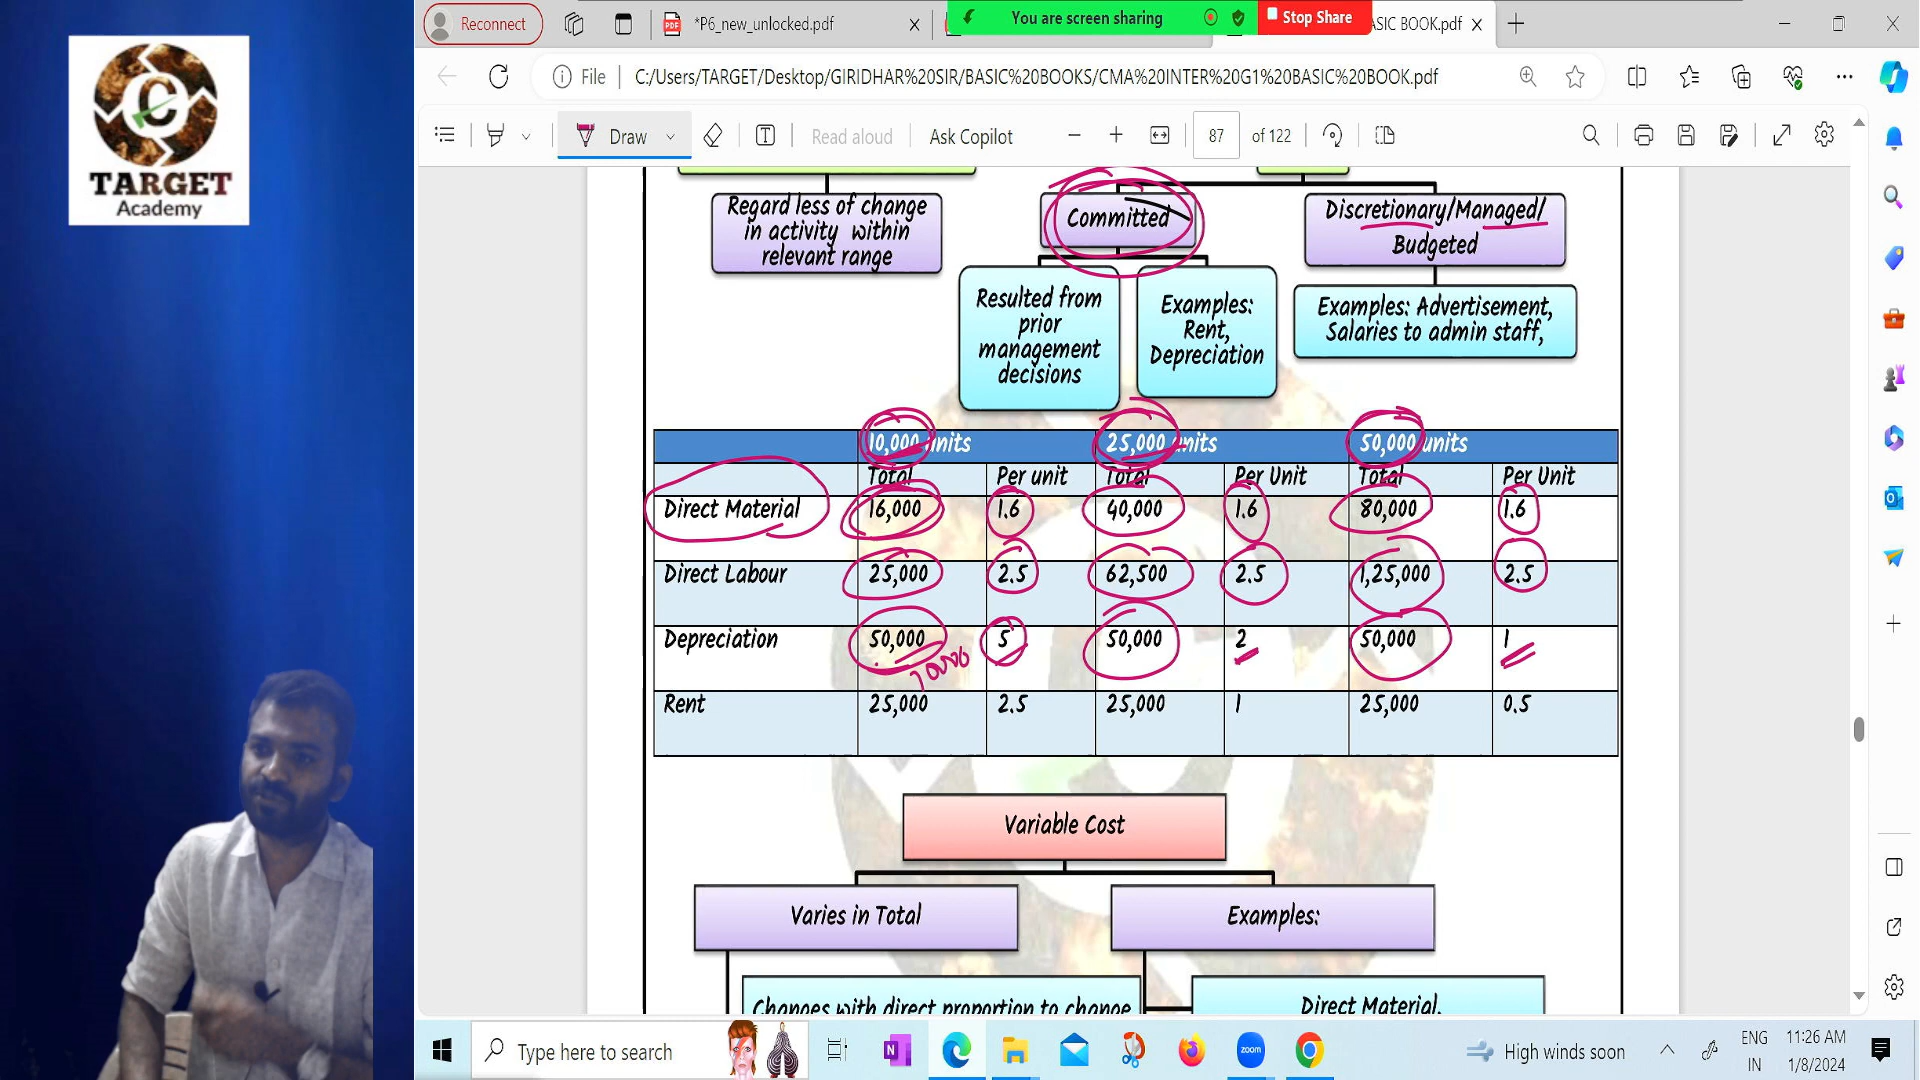 TARGET
Academy
Reconnect
*P6_new_unlocked.pdf
You are screen sharing
Stop Share
ASIC BOOK.pdf
File
C:/Users/TARGET/Desktop/GIRIDHAR%20SIR/BASIC%20BOOKS/CMA%20INTER%20G1%20BASIC%20BOOK.pdf
Draw
Read aloud
Ask Copilot
87 of 122
Regard less of change
in activity within
relevant range
Committed
Discretionary/Managed/
Budgeted
Resulted from
prior
management
decisions
Examples:
Rent,
Depreciation
Examples: Advertisement,
Salaries to admin staff,
10,000 units 25,000 units 50,000 units
Total Per unit Total Per Unit Total Per Unit
Direct Material 16,000 1.6 40,000 1.6 80,000 1.6
Direct Labour 25,000 2.5 62,500 2.5 1,25,000 2.5
Depreciation 50,000 5 50,000 2 50,000 1
10000
Rent 25,000 2.5 25,000 1 25,000 0.5
Variable Cost
Varies in Total
Examples:
Changes with direct proportion to change
Direct Material,
Type here to search
High winds soon
ENG
IN
11:26 AM
1/8/2024